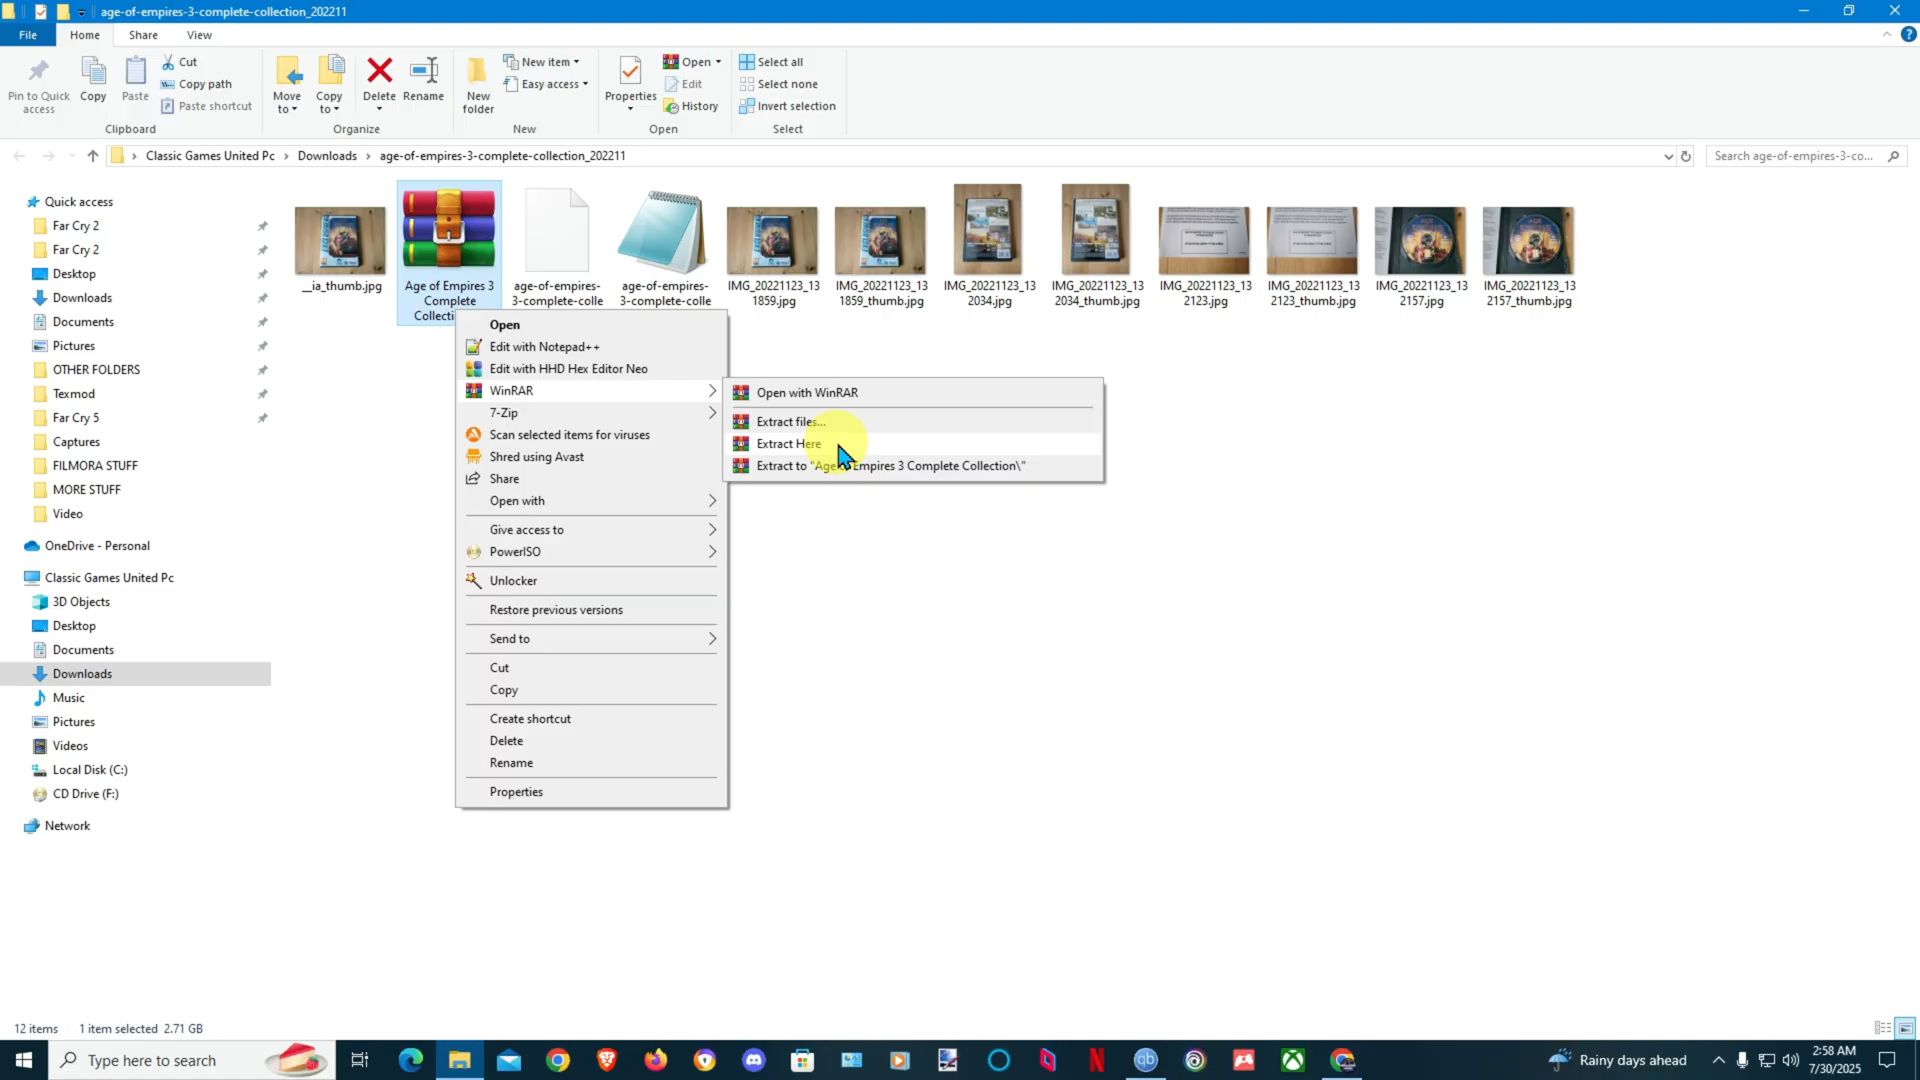 age-of-empires-3-complete-collection_202211
File
Home
Share
View
Pin to Quick
access
Copy
Paste
Cut
Copy path
Paste shortcut
Clipboard
Move
to
Copy
to
Delete
Rename
Organize
New
folder
New item
Easy access
New
Properties
Open
Edit
History
Open
Select all
Select none
Invert selection
Select
Classic Games United Pc
Downloads
age-of-empires-3-complete-collection_202211
Search age-of-empires-3-co...
Quick access
Far Cry 2
Far Cry 2
Desktop
Downloads
Documents
Pictures
OTHER FOLDERS
Texmod
Far Cry 5
Captures
FILMORA STUFF
MORE STUFF
Video
OneDrive - Personal
Classic Games United Pc
3D Objects
Desktop
Documents
Downloads
Music
Pictures
Videos
Local Disk (C:)
CD Drive (F:)
Network
__ia_thumb.jpg
Age of Empires 3
Complete
age-of-empires-
3-complete-colle
age-of-empires-
3-complete-colle
IMG_20221123_13
1859.jpg
IMG_20221123_13
1859_thumb.jpg
IMG_20221123_13
2034.jpg
IMG_20221123_13
2034_thumb.jpg
IMG_20221123_13
2123.jpg
IMG_20221123_13
2123_thumb.jpg
IMG_20221123_13
2157.jpg
IMG_20221123_13
2157_thumb.jpg
Open
Edit with Notepad++
Edit with HHD Hex Editor Neo
WinRAR
7-Zip
Scan selected items for viruses
Shred using Avast
Share
Open with
Give access to
PowerISO
Unlocker
Restore previous versions
Send to
Cut
Copy
Create shortcut
Delete
Rename
Properties
Open with WinRAR
Extract files...
Extract Here
Extract to "Age of Empires 3 Complete Collection\"
12 items
1 item selected 2.71 GB
Type here to search
Rainy days ahead
2:58 AM
7/30/2025